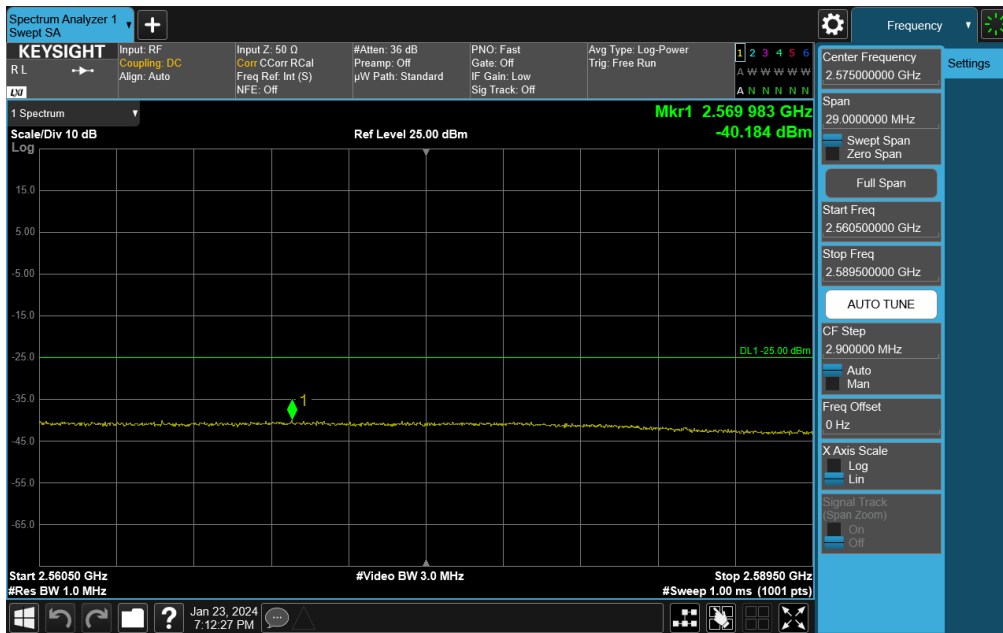 Spectrum Analyzer 1
Swept SA
+
Frequency
KEYSIGHT
R L
LXI
Input: RF
Coupling: DC
Align: Auto
Input Z: 50 Ω
Corr CCorr RCal
Freq Ref: Int (S)
NFE: Off
#Atten: 36 dB
Preamp: Off
µW Path: Standard
PNO: Fast
Gate: Off
IF Gain: Low
Sig Track: Off
Avg Type: Log-Power
Trig: Free Run
1 2 3 4 5 6
A W W W W W
A N N N N N
1 Spectrum
Mkr1 2.569 983 GHz
-40.184 dBm
Scale/Div 10 dB
Ref Level 25.00 dBm
Log
15.0
5.00
-5.00
-15.0
-25.0
-35.0
-45.0
-55.0
-65.0
DL1 -25.00 dBm
1
Start 2.56050 GHz
#Video BW 3.0 MHz
Stop 2.58950 GHz
#Res BW 1.0 MHz
#Sweep 1.00 ms (1001 pts)
Center Frequency
2.575000000 GHz
Settings
Span
29.0000000 MHz
Swept Span
Zero Span
Full Span
Start Freq
2.560500000 GHz
Stop Freq
2.589500000 GHz
AUTO TUNE
CF Step
2.900000 MHz
Auto
Man
Freq Offset
0 Hz
X Axis Scale
Log
Lin
Signal Track
(Span Zoom)
On
Off
?
Jan 23, 2024
7:12:27 PM